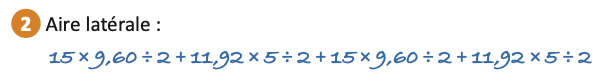 2 Aire latérale :
15 × 9,60 ÷ 2 + 11,92 × 5 ÷ 2 + 15 × 9,60 ÷ 2 + 11,92 × 5 ÷ 2